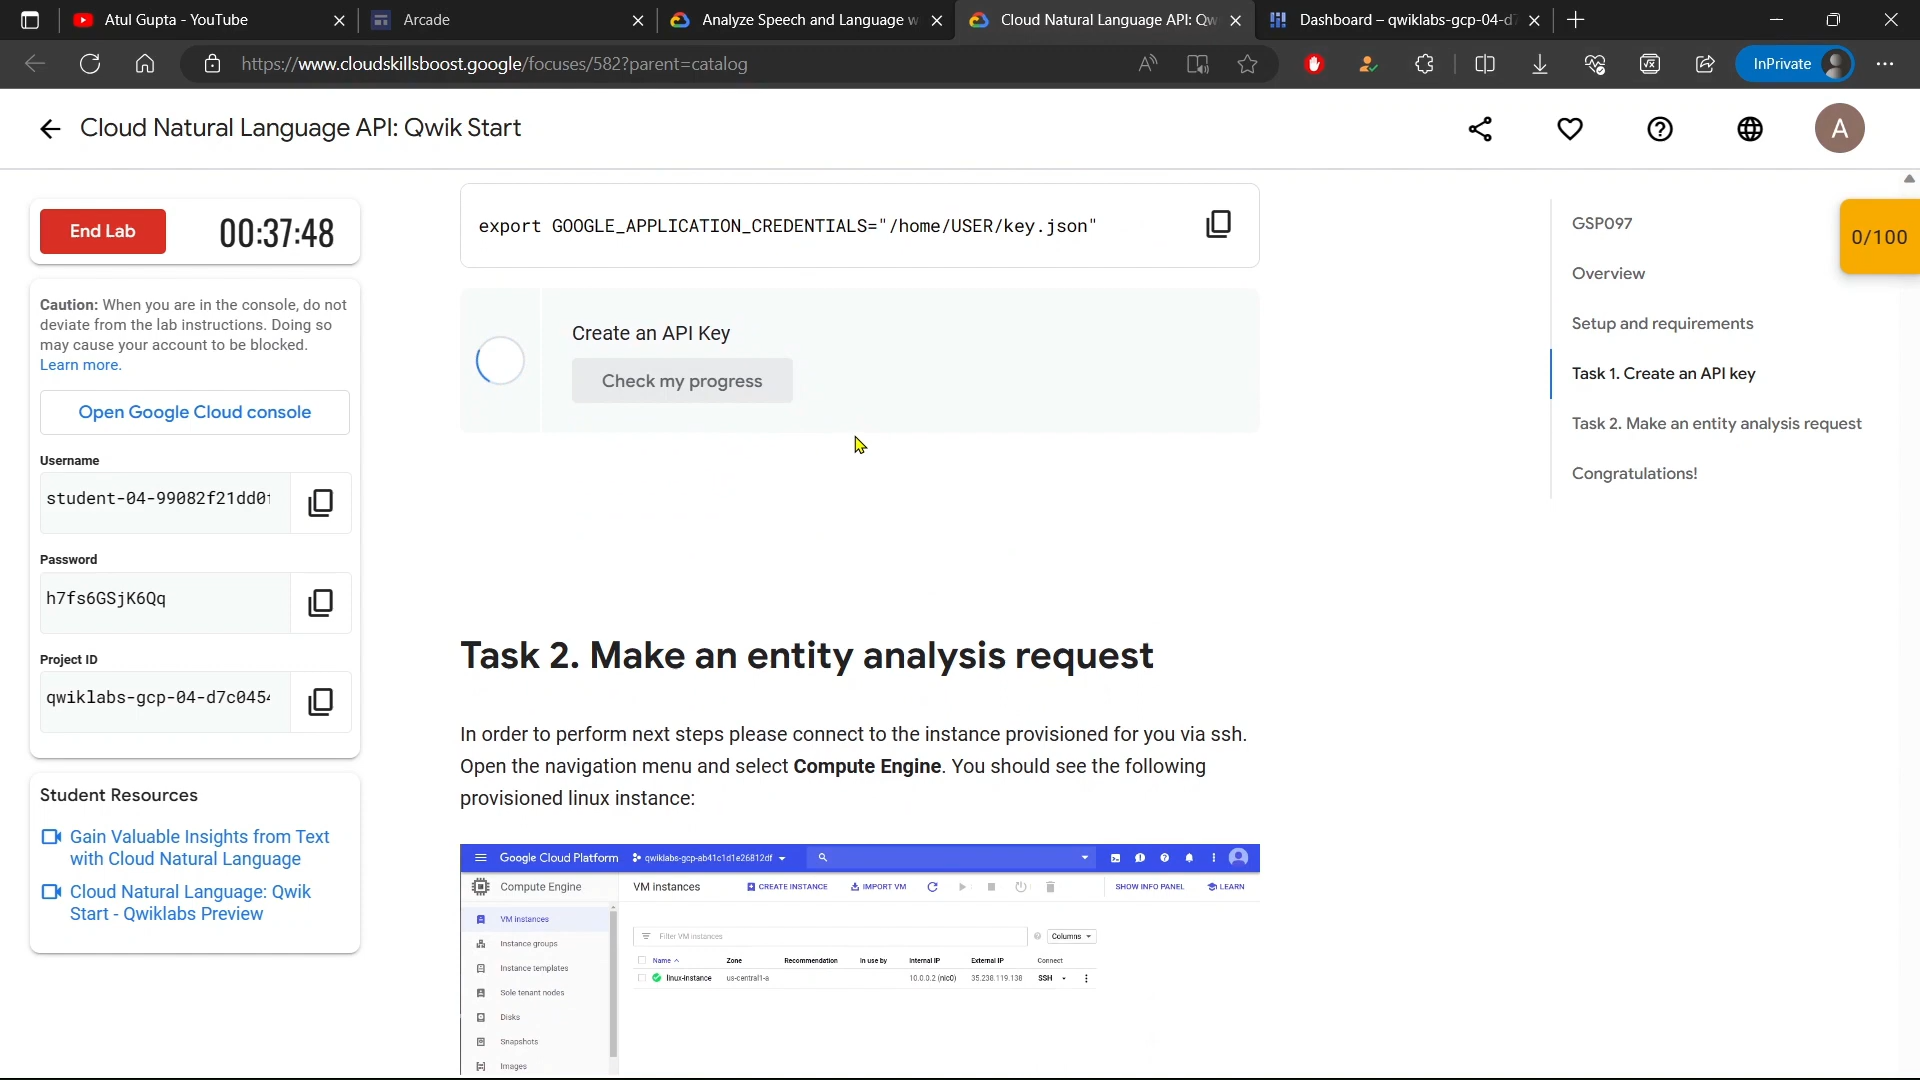 Atul Gupta - YouTube
Arcade
Analyze Speech and Language w
Cloud Natural Language API: Qw
Dashboard – qwiklabs-gcp-04-d7
https://www.cloudskillsboost.google/focuses/582?parent=catalog
InPrivate
Cloud Natural Language API: Qwik Start
A
End Lab
00:37:48
Caution: When you are in the console, do not
deviate from the lab instructions. Doing so
may cause your account to be blocked.
Learn more.
Open Google Cloud console
Username
student-04-99082f21dd0f
Password
h7fs6GSjK6Qq
Project ID
qwiklabs-gcp-04-d7c0454
Student Resources
Gain Valuable Insights from Text
with Cloud Natural Language
Cloud Natural Language: Qwik
Start - Qwiklabs Preview
export GOOGLE_APPLICATION_CREDENTIALS="/home/USER/key.json"
Create an API Key
Check my progress
Task 2. Make an entity analysis request
In order to perform next steps please connect to the instance provisioned for you via ssh.
Open the navigation menu and select Compute Engine. You should see the following
provisioned linux instance:
Google Cloud Platform
qwiklabs-gcp-ab41c1d1e26812df
Compute Engine
VM instances
CREATE INSTANCE
IMPORT VM
SHOW INFO PANEL
LEARN
VM instances
Instance groups
Instance templates
Sole tenant nodes
Disks
Snapshots
Images
Filter VM instances
Columns
Name
Zone
Recommendation
In use by
Internal IP
External IP
Connect
linux-instance
us-central1-a
10.0.0.2 (nic0)
35.238.119.138
SSH
GSP097
Overview
Setup and requirements
Task 1. Create an API key
Task 2. Make an entity analysis request
Congratulations!
0/100